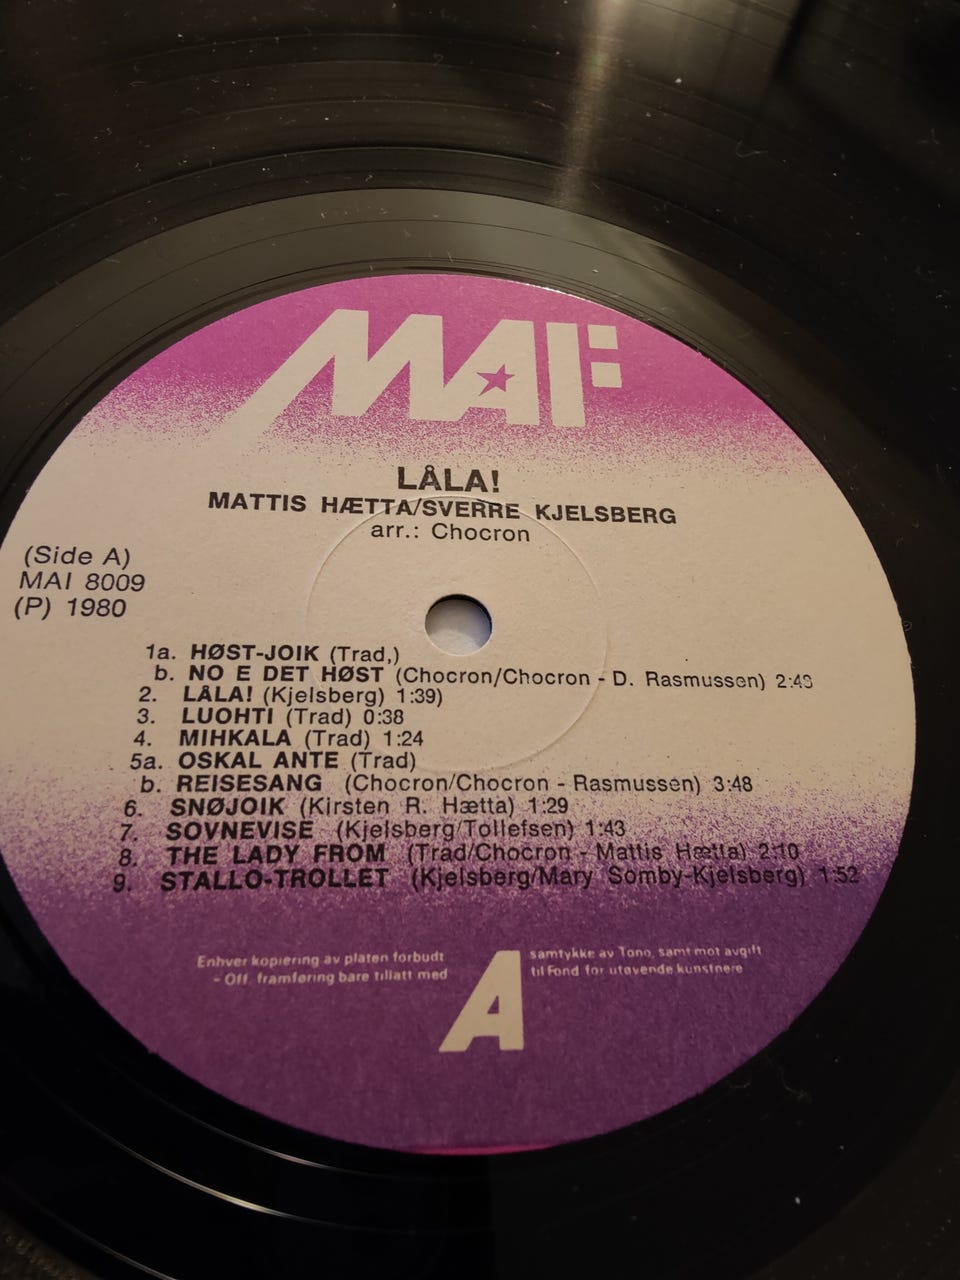 MAI
LÅLA!
MATTIS HÆTTA/SVERRE KJELSBERG
arr.: Chocron
(Side A)
MAI 8009
(P) 1980
1a. HØST-JOIK (Trad,)
b. NO E DET HØST (Chocron/Chocron - D. Rasmussen)
2. LÅLA! (Kjelsberg) 1:39)
3. LUOHTI (Trad) 0:38
4. MIHKALA (Trad) 1:24
5a. OSKAL ANTE (Trad)
b. REISESANG (Chocron/Chocron - Rasmussen) 3:48
6. SNØJOIK (Kirsten R. Hætta) 1:29
7. SOVNEVISE (Kjelsberg/Tollefsen) 1:43
8. THE LADY FROM (Trad/Chocron - Mattis Hætta) 2:10
9. STALLO-TROLLET (Kjelsberg/Mary Somby-Kjelsberg) 1:52
Enhver kopiering av platen forbudt
- Off. framføring bare tillatt med
A
samtykke av Tono, samt mot avgift
til Fond for utøvende kunstnere